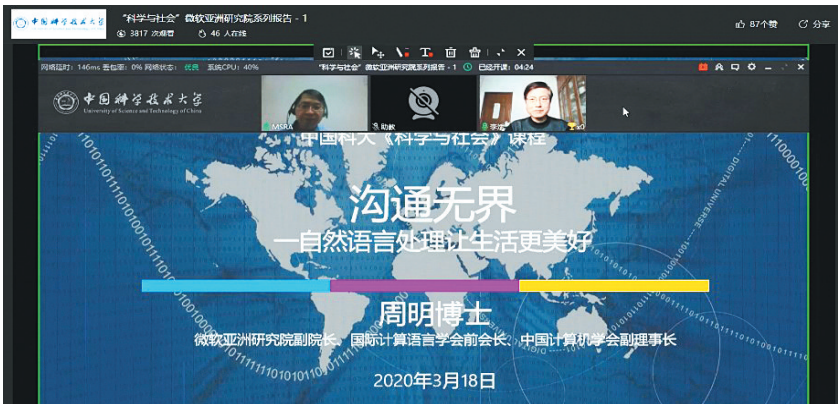 中国科学技术大学
“科学与社会”微软亚洲研究院系列报告 - 1
3817 次观看
46 人在线
87个赞
分享
网络延时: 146ms 丢包率: 0% 网络状态: 优良 系统CPU: 40%
"科学与社会" 微软亚洲研究院系列报告 - 1
已经开课: 04:24
中国科学技术大学
University of Science and Technology of China
MSRA
助教
x0
中国科大《科学与社会》课程
沟通无界
—自然语言处理让生活更美好
周明博士
微软亚洲研究院副院长、国际计算语言学会前会长、中国计算机学会副理事长
2020年3月18日
DIGITAL UNIVERSE